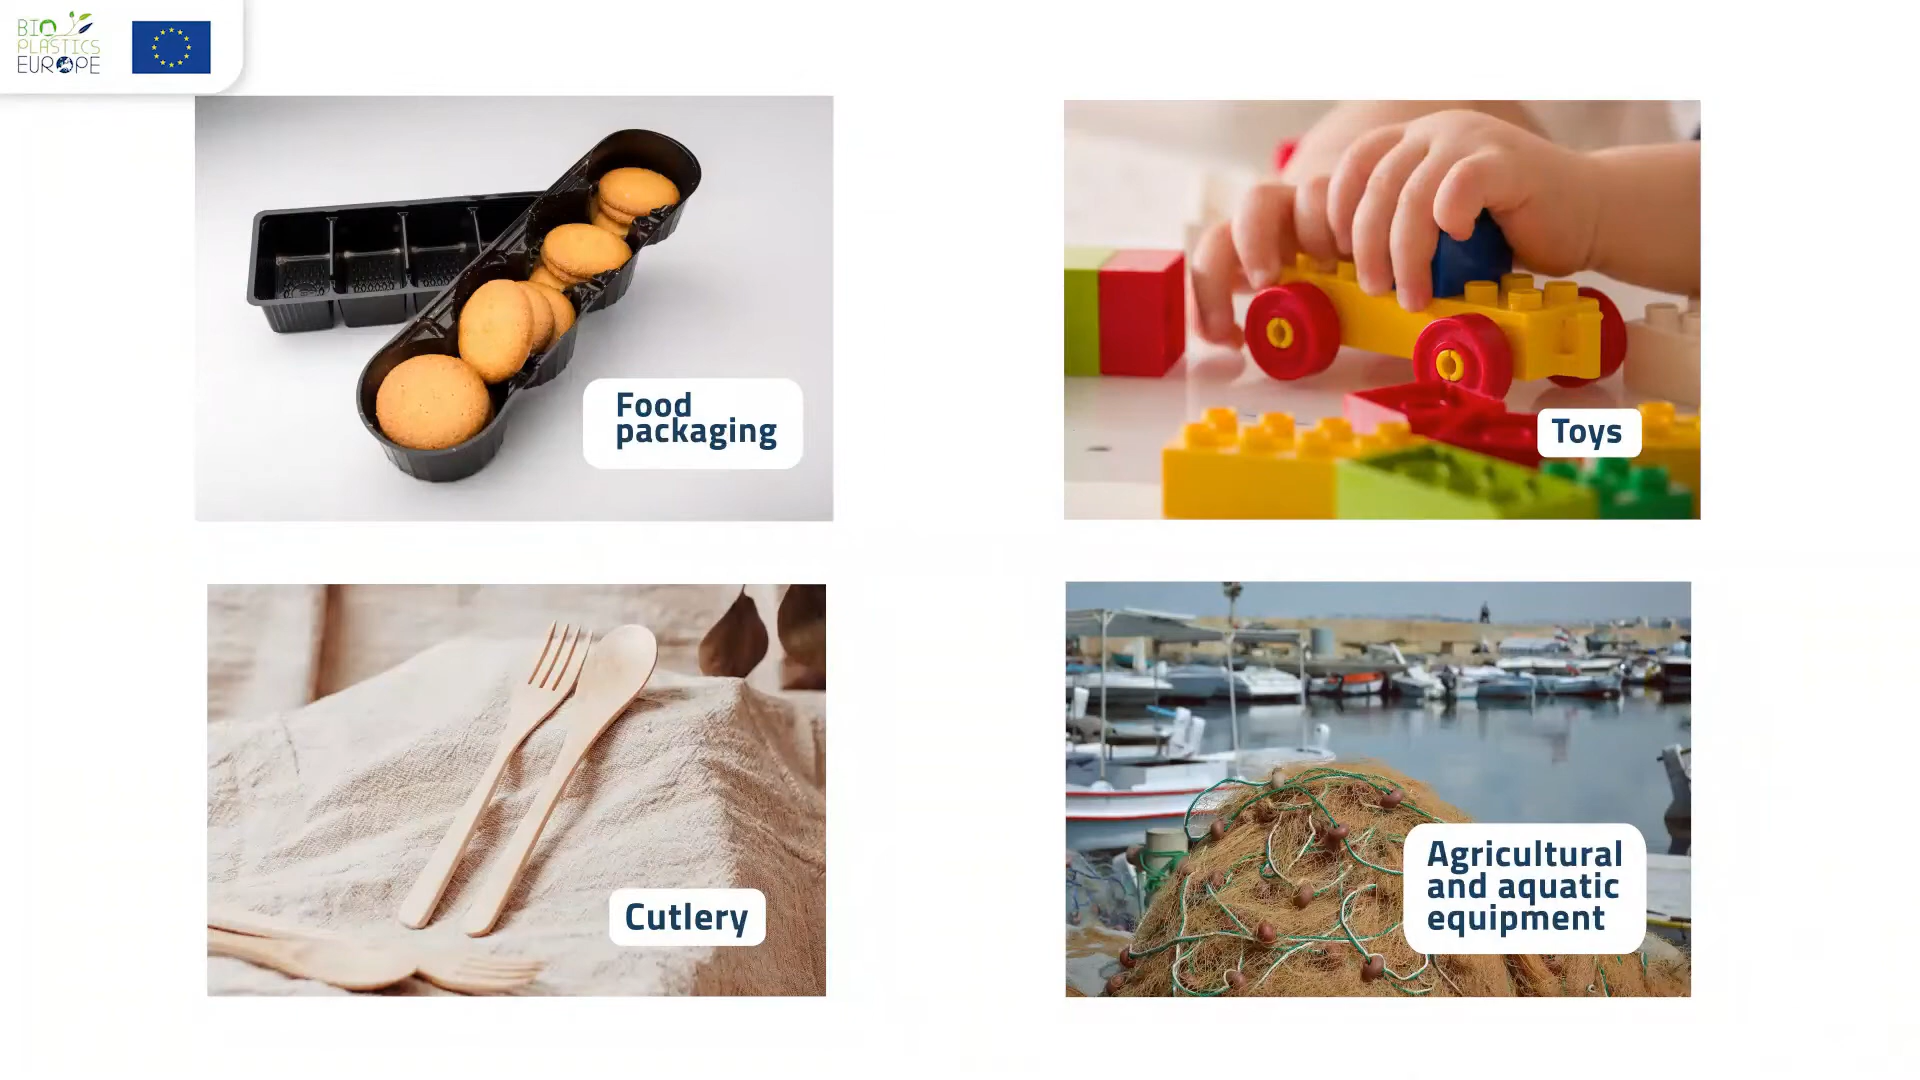 BIO
PLASTICS
EUROPE
Food
packaging
Toys
Cutlery
Agricultural
and aquatic
equipment